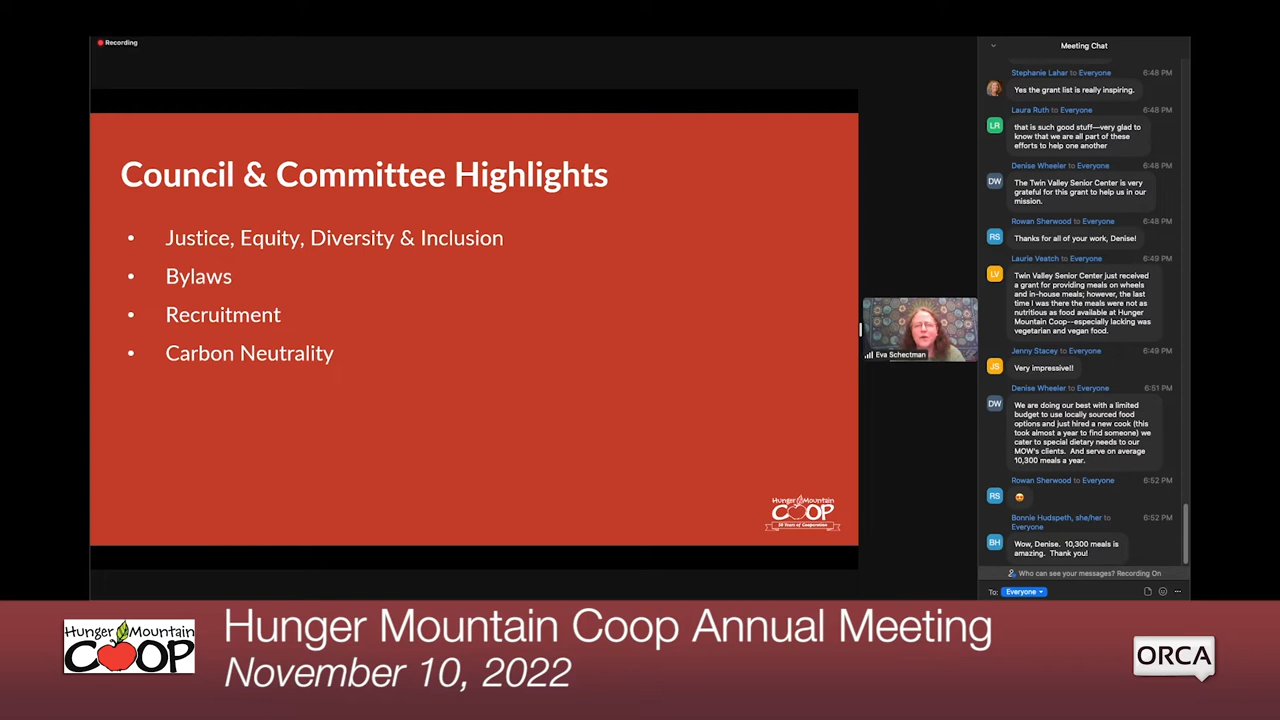 Recording
Council & Committee Highlights
• Justice, Equity, Diversity & Inclusion
• Bylaws
• Recruitment
• Carbon Neutrality
Hunger Mountain
COOP
50 Years of Cooperation
Eva Schectman
Meeting Chat
Stephanie Lahar to Everyone 6:48 PM
Yes the grant list is really inspiring.
Laura Ruth to Everyone 6:48 PM
LR
that is such good stuff—very glad to
know that we are all part of these
efforts to help one another
Denise Wheeler to Everyone 6:48 PM
DW
The Twin Valley Senior Center is very
grateful for this grant to help us in our
mission.
Rowan Sherwood to Everyone 6:48 PM
RS
Thanks for all of your work, Denise!
Laurie Veatch to Everyone 6:49 PM
LV
Twin Valley Senior Center just received
a grant for providing meals on wheels
and in-house meals; however, the last
time I was there the meals were not as
nutritious as food available at Hunger
Mountain Coop--especially lacking was
vegetarian and vegan food.
Jenny Stacey to Everyone 6:49 PM
JS
Very impressive!!
Denise Wheeler to Everyone 6:51 PM
DW
We are doing our best with a limited
budget to use locally sourced food
options and just hired a new cook (this
took almost a year to find someone) we
cater to special dietary needs to our
MOW's clients. And serve on average
10,300 meals a year.
Rowan Sherwood to Everyone 6:52 PM
RS
Bonnie Hudspeth, she/her to 6:52 PM
Everyone
BH
Wow, Denise. 10,300 meals is
amazing. Thank you!
Who can see your messages? Recording On
To: Everyone
Hunger Mountain
COOP
Hunger Mountain Coop Annual Meeting
November 10, 2022
ORCA